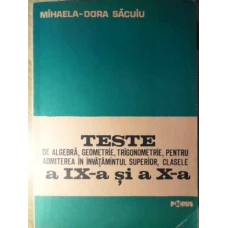 MIHAELA-DORA SĂCUIU
TESTE
DE ALGEBRĂ, GEOMETRIE, TRIGONOMETRIE, PENTRU
ADMITEREA ÎN ÎNVĂȚĂMÎNTUL SUPERIOR, CLASELE
a IX-a și a X-a